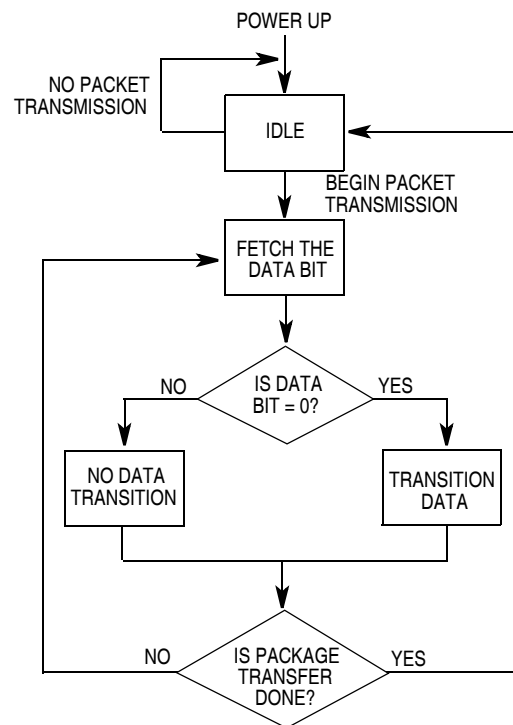 POWER UP
NO PACKET
TRANSMISSION
IDLE
BEGIN PACKET
TRANSMISSION
FETCH THE
DATA BIT
NO
IS DATA
BIT = 0?
YES
NO DATA
TRANSITION
TRANSITION
DATA
NO
IS PACKAGE
TRANSFER
DONE?
YES